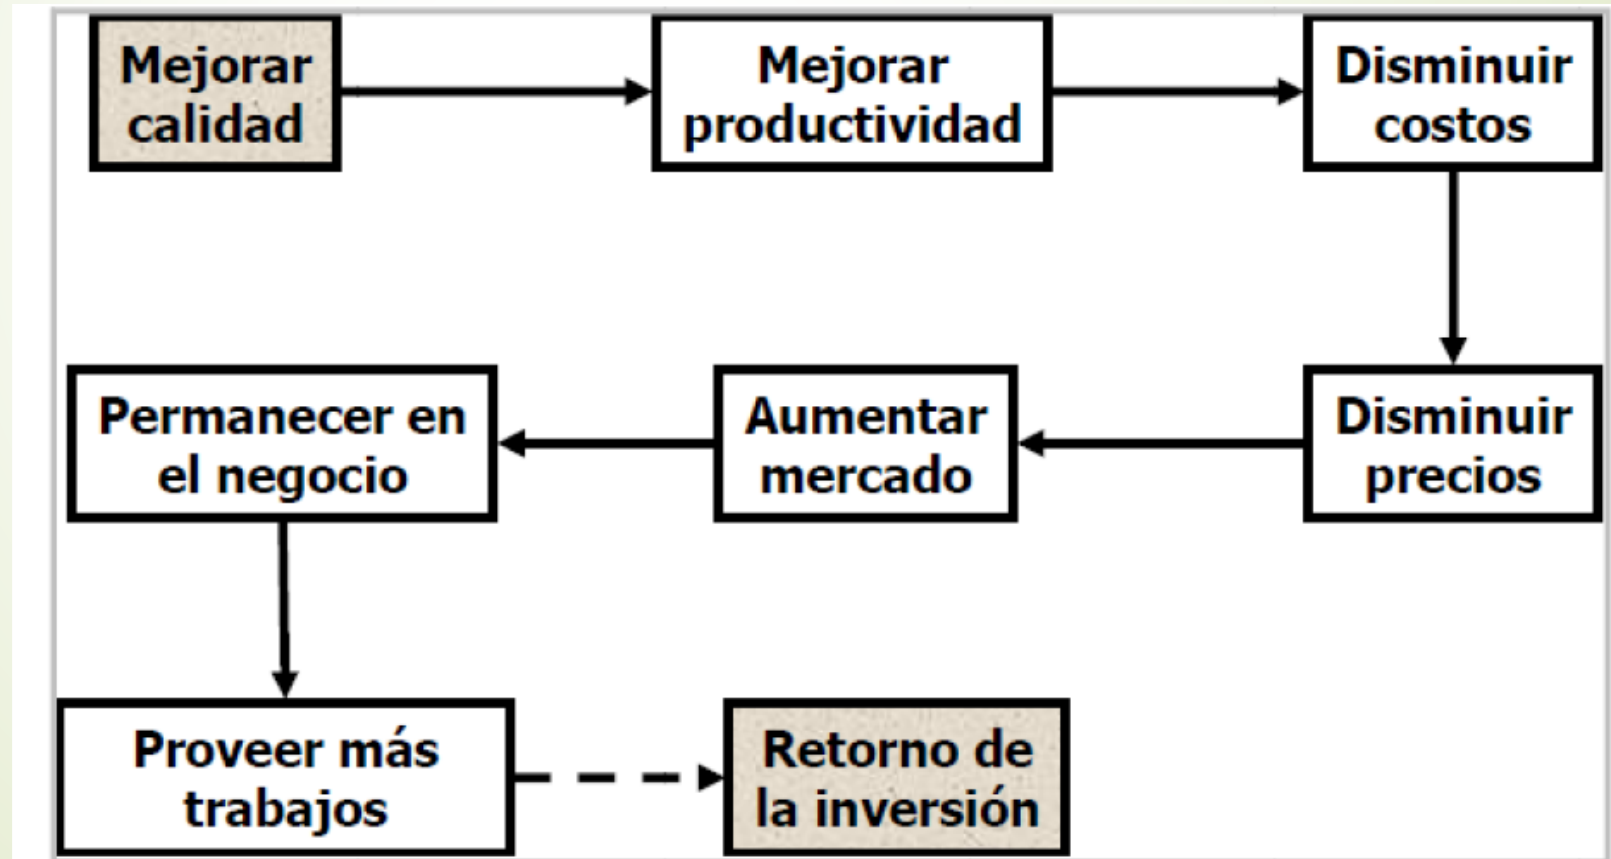 Mejorar
calidad
Mejorar
productividad
Disminuir
costos
Permanecer en
el negocio
Aumentar
mercado
Disminuir
precios
Proveer más
trabajos
Retorno de
la inversión